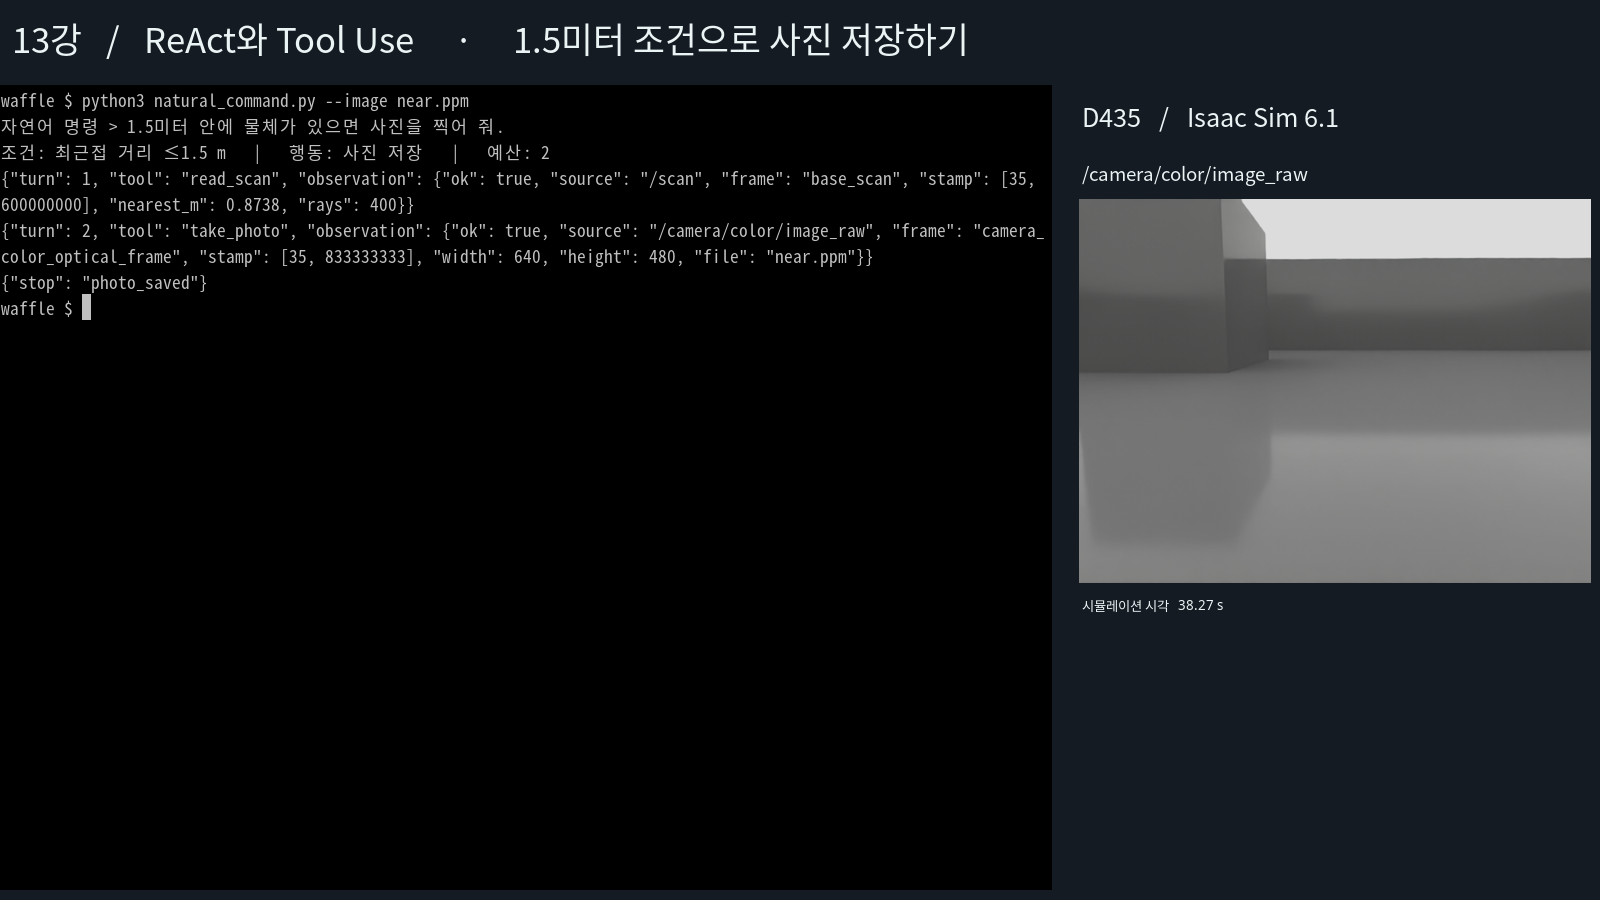 13강 / ReAct와 Tool Use · 1.5미터 조건으로 사진 저장하기
waffle $ python3 natural_command.py --image near.ppm
자연어 명령 > 1.5미터 안에 물체가 있으면 사진을 찍어 줘.
조건: 최근접 거리 ≤1.5 m | 행동: 사진 저장 | 예산: 2
{"turn": 1, "tool": "read_scan", "observation": {"ok": true, "source": "/scan", "frame": "base_scan", "stamp": [35,
600000000], "nearest_m": 0.8738, "rays": 400}}
{"turn": 2, "tool": "take_photo", "observation": {"ok": true, "source": "/camera/color/image_raw", "frame": "camera_
color_optical_frame", "stamp": [35, 833333333], "width": 640, "height": 480, "file": "near.ppm"}}
{"stop": "photo_saved"}
waffle $
D435 / Isaac Sim 6.1
/camera/color/image_raw
시뮬레이션 시각 38.27 s